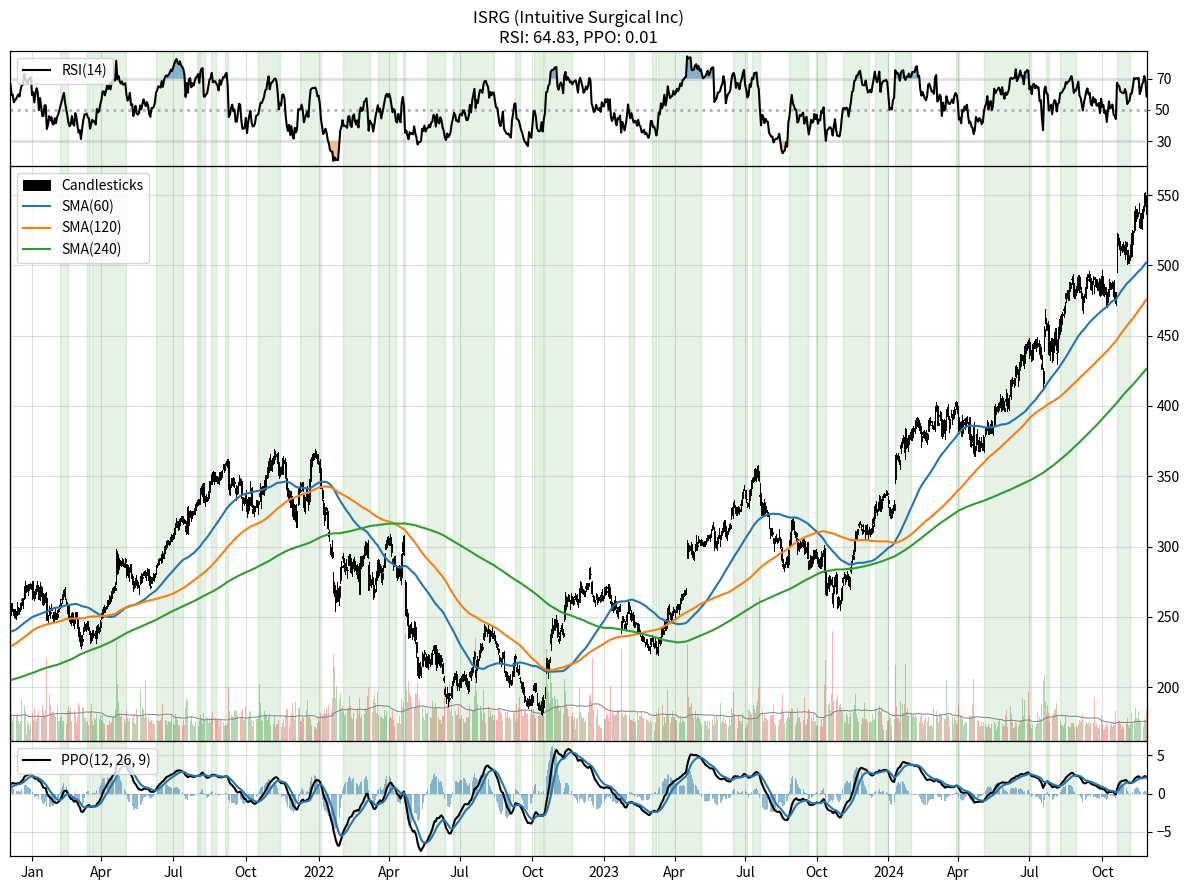 ISRG (Intuitive Surgical Inc)
RSI: 64.83, PPO: 0.01
RSI(14)
70
50
30
Candlesticks
SMA(60)
SMA(120)
SMA(240)
550
500
450
400
350
300
250
200
PPO(12, 26, 9)
5
0
−5
Jan Apr Jul Oct 2022 Apr Jul Oct 2023 Apr Jul Oct 2024 Apr Jul Oct